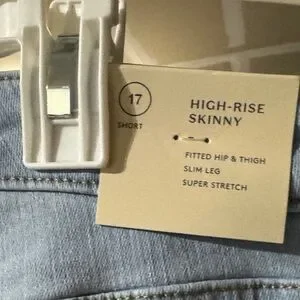 17
SHORT
HIGH-RISE
SKINNY
FITTED HIP & THIGH
SLIM LEG
SUPER STRETCH